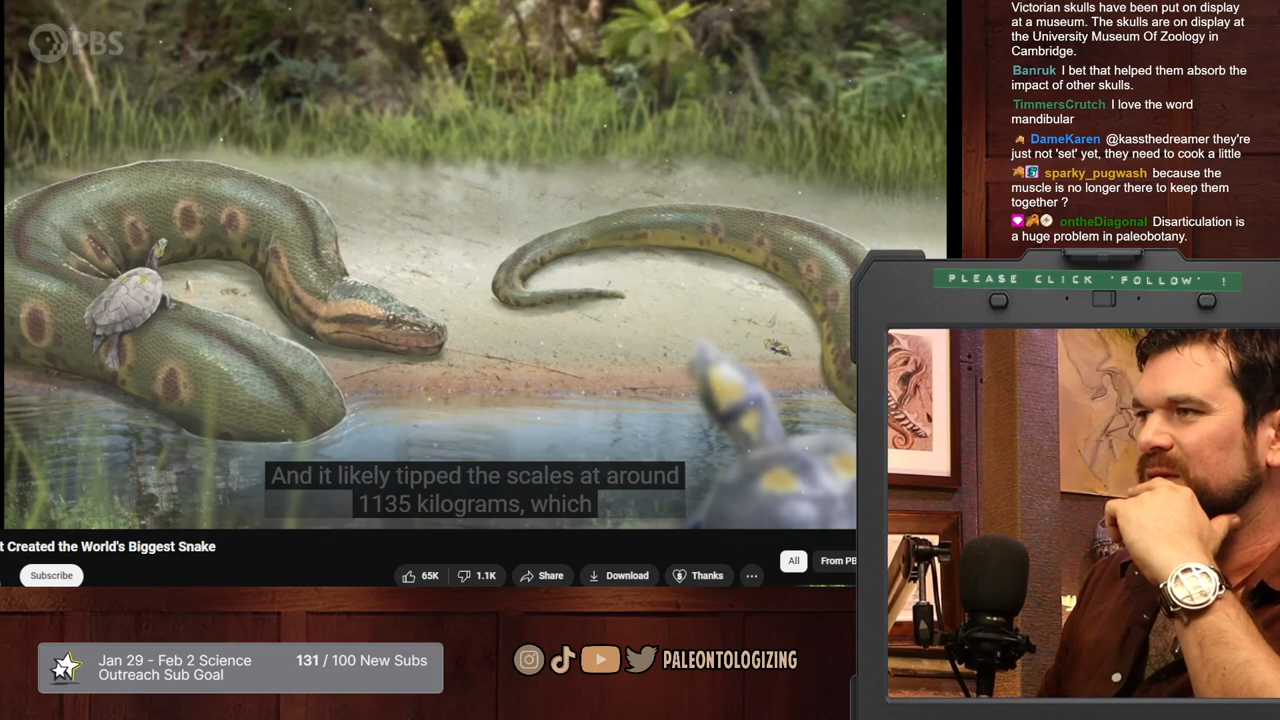 PBS
And it likely tipped the scales at around
1135 kilograms, which
t Created the World's Biggest Snake
Subscribe
65K
1.1K
Share
Download
Thanks
All
From PB
Victorian skulls have been put on display
at a museum. The skulls are on display at
the University Museum Of Zoology in
Cambridge.
Banruk I bet that helped them absorb the
impact of other skulls.
TimmersCrutch I love the word
mandibular
DameKaren @kassthedreamer they're
just not 'set' yet, they need to cook a little
sparky_pugwash because the
muscle is no longer there to keep them
together ?
ontheDiagonal Disarticulation is
a huge problem in paleobotany.
PLEASE CLICK 'FOLLOW' !
Jan 29 - Feb 2 Science
Outreach Sub Goal
131 / 100 New Subs
PALEONTOLOGIZING